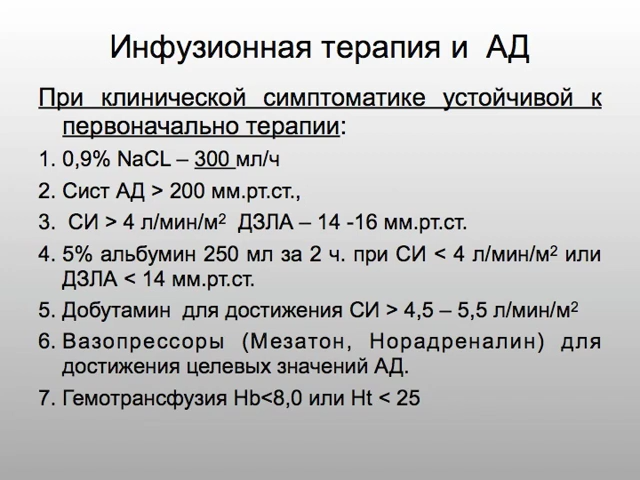 Инфузионная терапия и АД
При клинической симптоматике устойчивой к
первоначально терапии:
1. 0,9% NaCL – 300 мл/ч
2. Сист АД > 200 мм.рт.ст.,
3. СИ > 4 л/мин/м² ДЗЛА – 14 -16 мм.рт.ст.
4. 5% альбумин 250 мл за 2 ч. при СИ < 4 л/мин/м² или
ДЗЛА < 14 мм.рт.ст.
5. Добутамин для достижения СИ > 4,5 – 5,5 л/мин/м²
6. Вазопрессоры (Мезатон, Норадреналин) для
достижения целевых значений АД.
7. Гемотрансфузия Hb<8,0 или Ht < 25